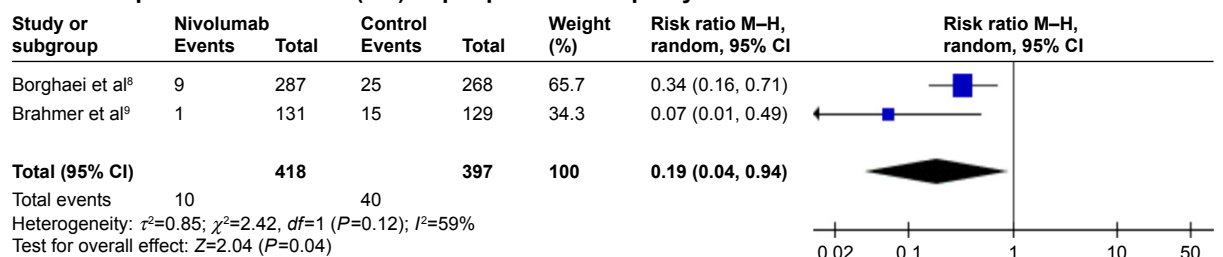 Study or subgroup Nivolumab Events Total Control Events Total Weight (%) Risk ratio M–H, random, 95% CI Risk ratio M–H, random, 95% CI
Borghaei et al⁸ 9 287 25 268 65.7 0.34 (0.16, 0.71)
Brahmer et al⁹ 1 131 15 129 34.3 0.07 (0.01, 0.49)
Total (95% CI) 418 397 100 0.19 (0.04, 0.94)
Total events 10 40
Heterogeneity: τ²=0.85; χ²=2.42, df=1 (P=0.12); I²=59%
Test for overall effect: Z=2.04 (P=0.04)
0.02 0.1 1 10 50